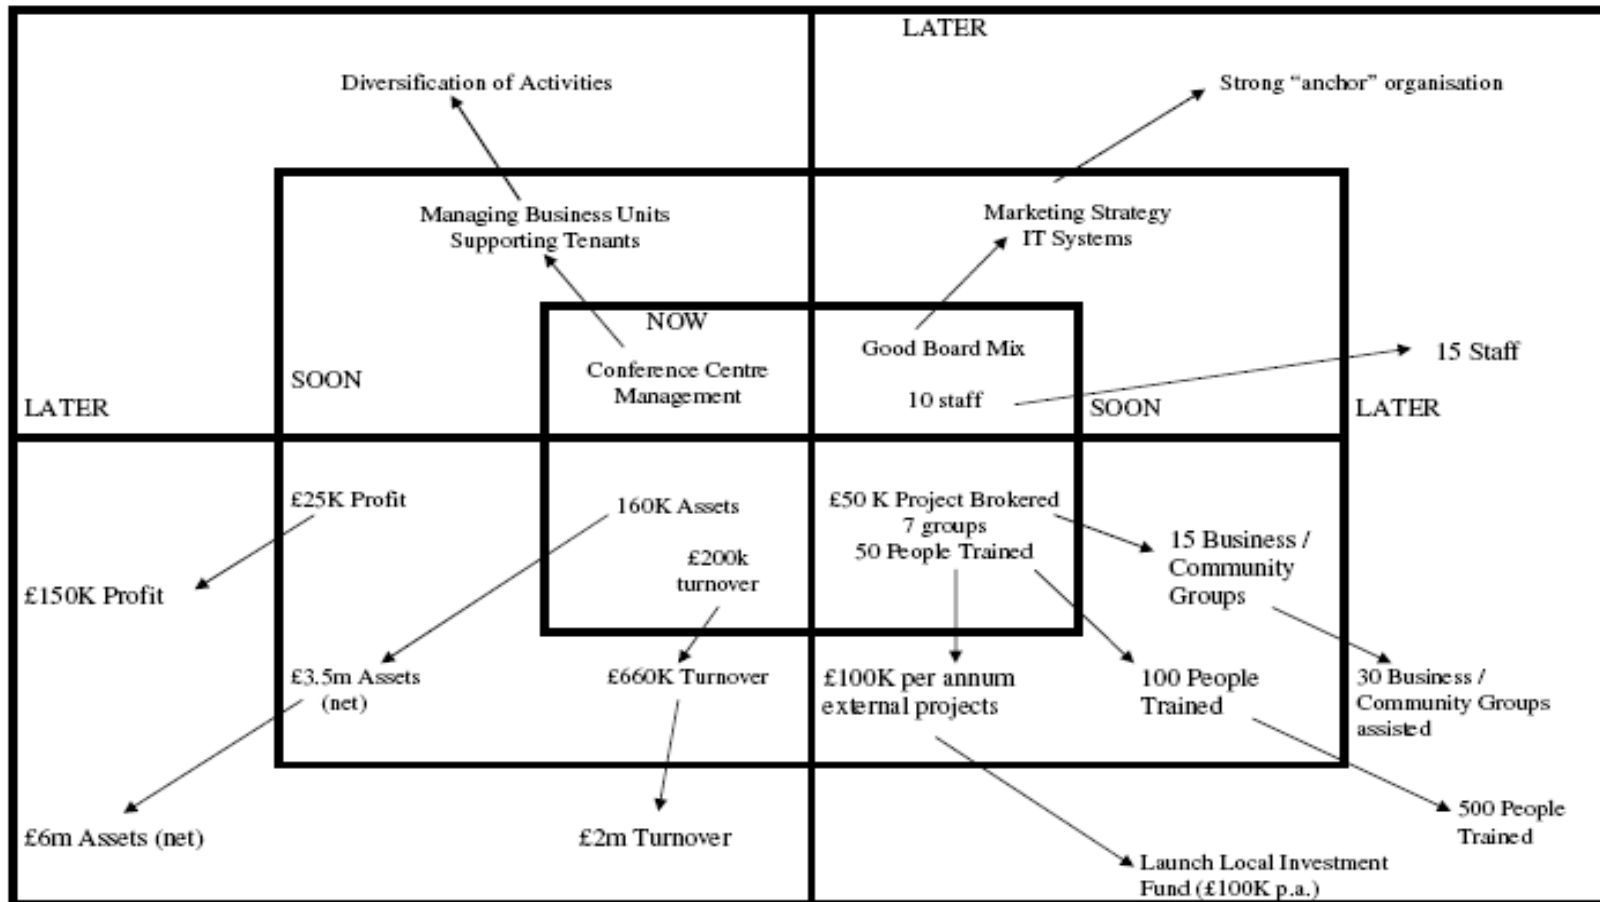 LATER
Diversification of Activities
Strong “anchor” organisation
Managing Business Units
Supporting Tenants
Marketing Strategy
IT Systems
NOW
Good Board Mix
15 Staff
Conference Centre
Management
SOON
10 staff
LATER
SOON
LATER
£25K Profit
160K Assets
£50 K Project Brokered
7 groups
50 People Trained
£200k
turnover
15 Business /
Community
Groups
£150K Profit
£3.5m Assets
(net)
£660K Turnover
£100K per annum
external projects
100 People
Trained
30 Business /
Community Groups
assisted
£6m Assets (net)
£2m Turnover
500 People
Trained
Launch Local Investment
Fund (£100K p.a.)